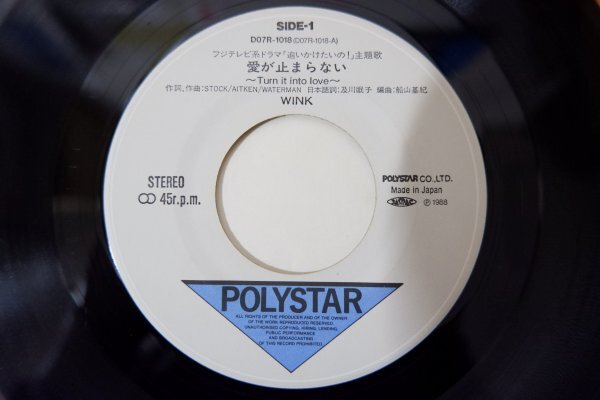 SIDE-1
D07R-1018 (D07R-1018-A)
フジテレビ系ドラマ「追いかけたいの!」主題歌
愛が止まらない
〜Turn it into love〜
作詞、作曲:STOCK/AITKEN/WATERMAN 日本語詞:及川眠子 編曲:船山基紀
WINK
STEREO
45r.p.m.
POLYSTAR CO.,LTD.
Made in Japan
Ⓟ1988
POLYSTAR
ALL RIGHTS OF THE PRODUCER AND OF THE OWNER
OF THE WORK REPRODUCED RESERVED.
UNAUTHORISED COPYING, HIRING, LENDING,
PUBLIC PERFORMANCE
AND BROADCASTING
OF THIS RECORD PROHIBITED.